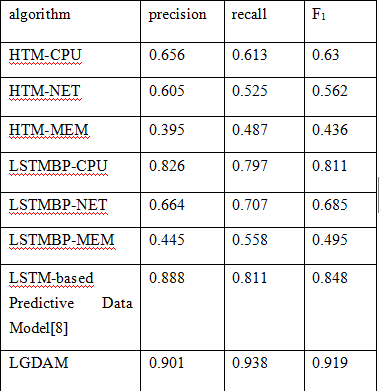 algorithm precision recall F₁
HTM-CPU 0.656 0.613 0.63
HTM-NET 0.605 0.525 0.562
HTM-MEM 0.395 0.487 0.436
LSTMBP-CPU 0.826 0.797 0.811
LSTMBP-NET 0.664 0.707 0.685
LSTMBP-MEM 0.445 0.558 0.495
LSTM-based 0.888 0.811 0.848
Predictive Data
Model[8]
LGDAM 0.901 0.938 0.919